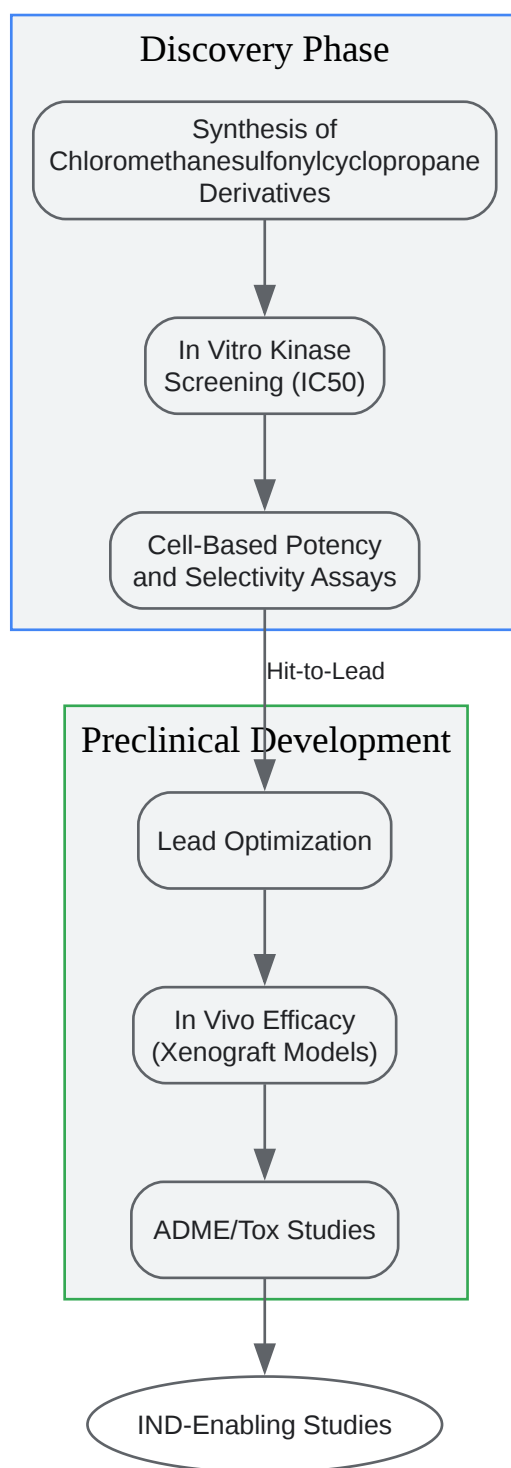 Discovery Phase
Synthesis of
Chloromethanesulfonylcyclopropane
Derivatives
In Vitro Kinase
Screening (IC50)
Cell-Based Potency
and Selectivity Assays
Hit-to-Lead
Preclinical Development
Lead Optimization
In Vivo Efficacy
(Xenograft Models)
ADME/Tox Studies
IND-Enabling Studies